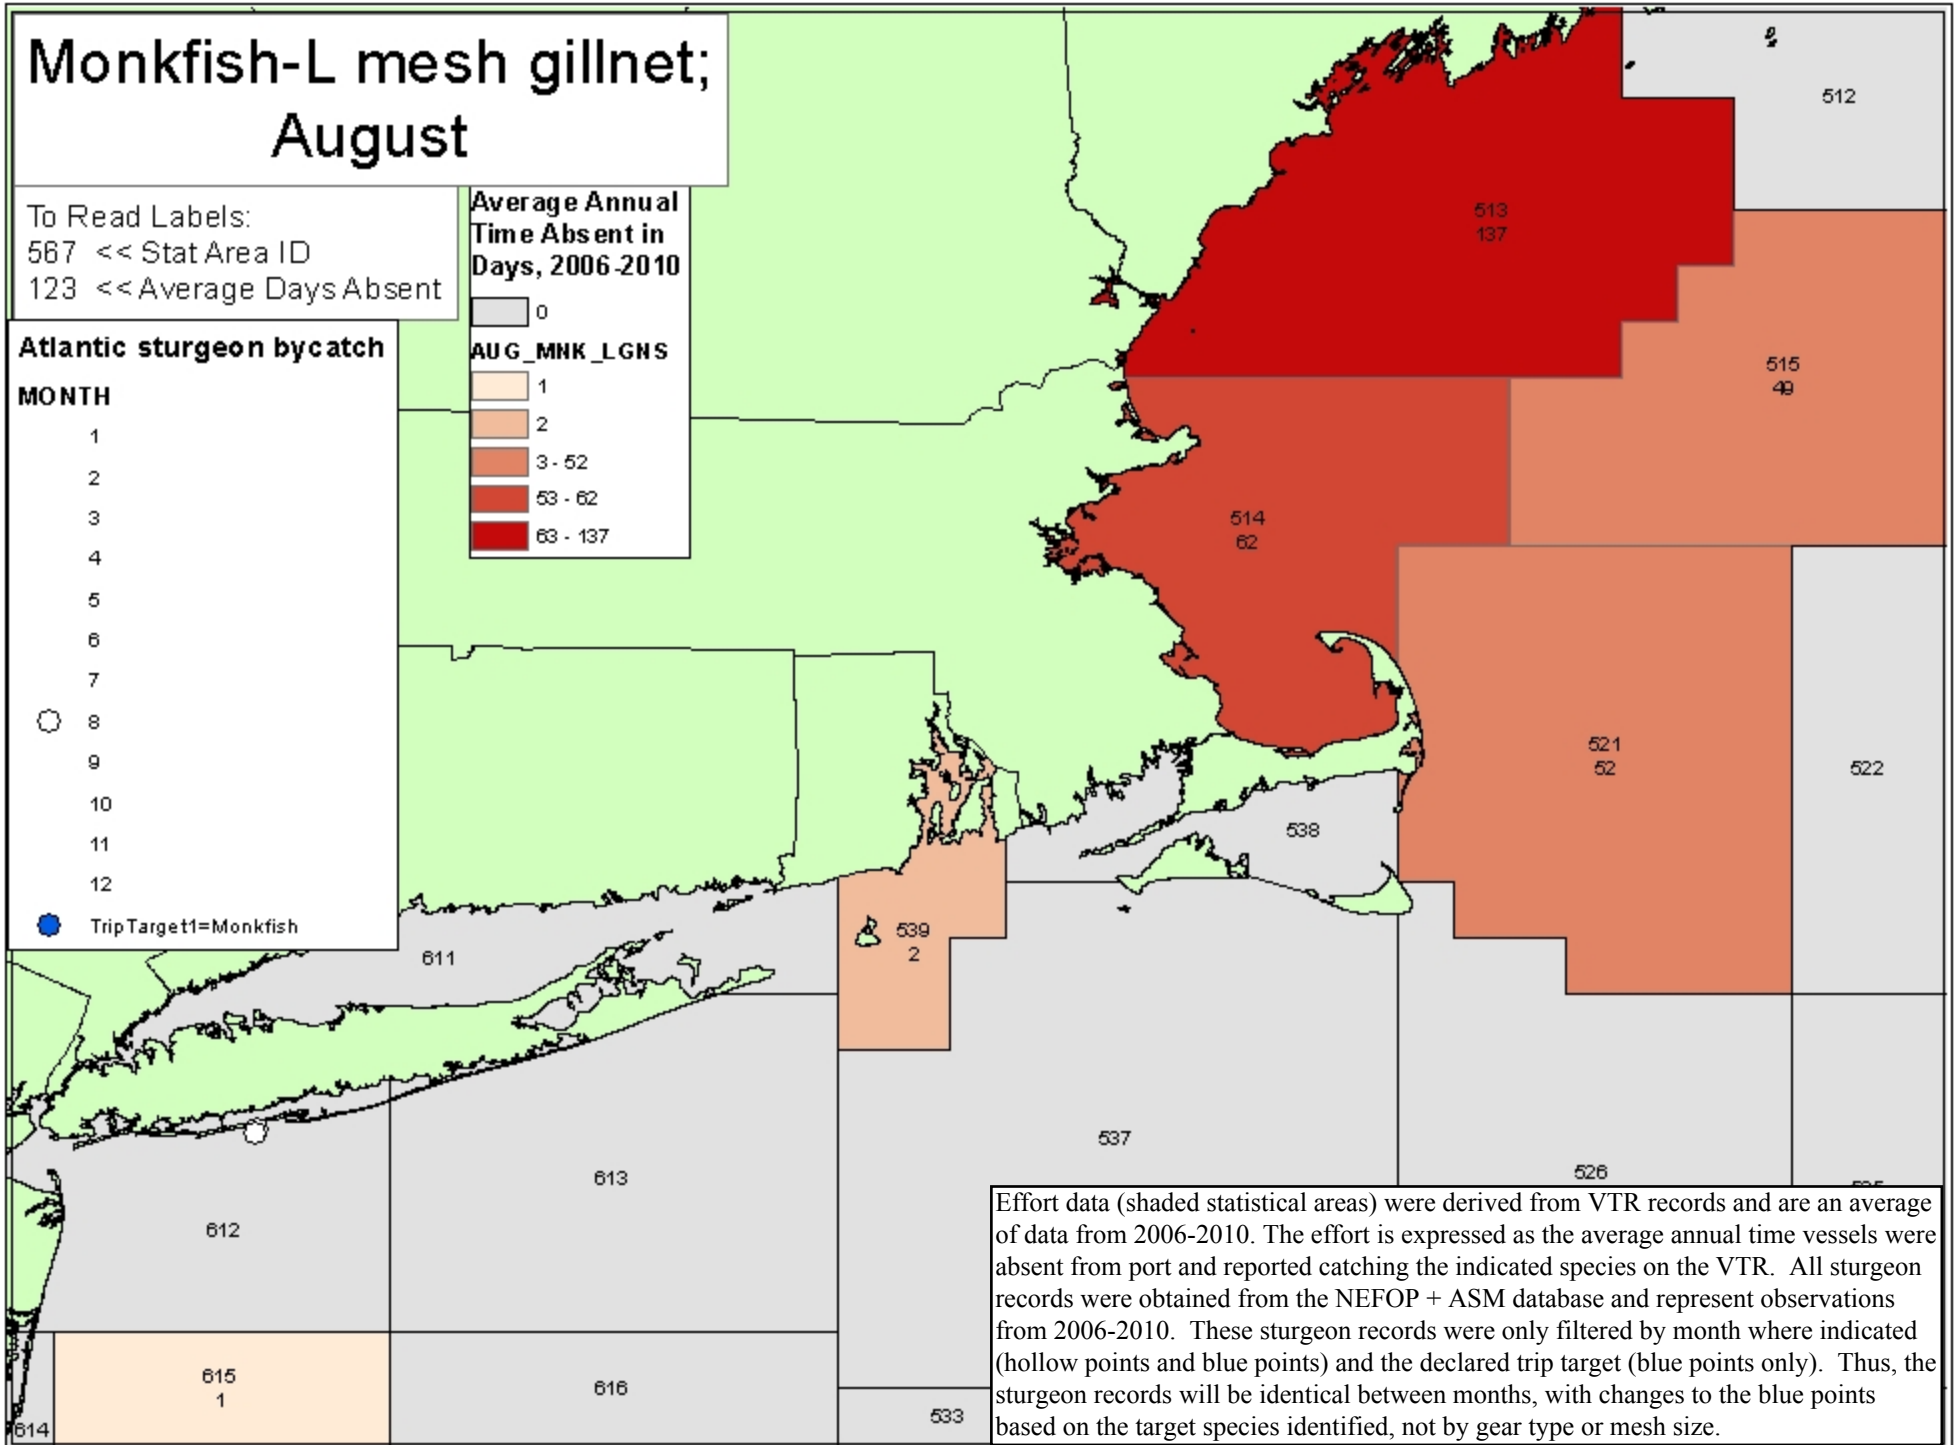 Monkfish-L mesh gillnet;
August
To Read Labels:
567 << Stat Area ID
123 << Average Days Absent
Average Annual
Time Absent in
Days, 2006-2010
0
AUG_MNK_LGNS
1
2
3 - 52
53 - 62
63 - 137
Atlantic sturgeon bycatch
MONTH
1
2
3
4
5
6
7
8
9
10
11
12
TripTarget1=Monkfish
512
513
137
515
49
514
62
521
52
522
538
539
2
611
537
526
613
612
615
1
616
533
614
Effort data (shaded statistical areas) were derived from VTR records and are an average
of data from 2006-2010. The effort is expressed as the average annual time vessels were
absent from port and reported catching the indicated species on the VTR. All sturgeon
records were obtained from the NEFOP + ASM database and represent observations
from 2006-2010. These sturgeon records were only filtered by month where indicated
(hollow points and blue points) and the declared trip target (blue points only). Thus, the
sturgeon records will be identical between months, with changes to the blue points
based on the target species identified, not by gear type or mesh size.